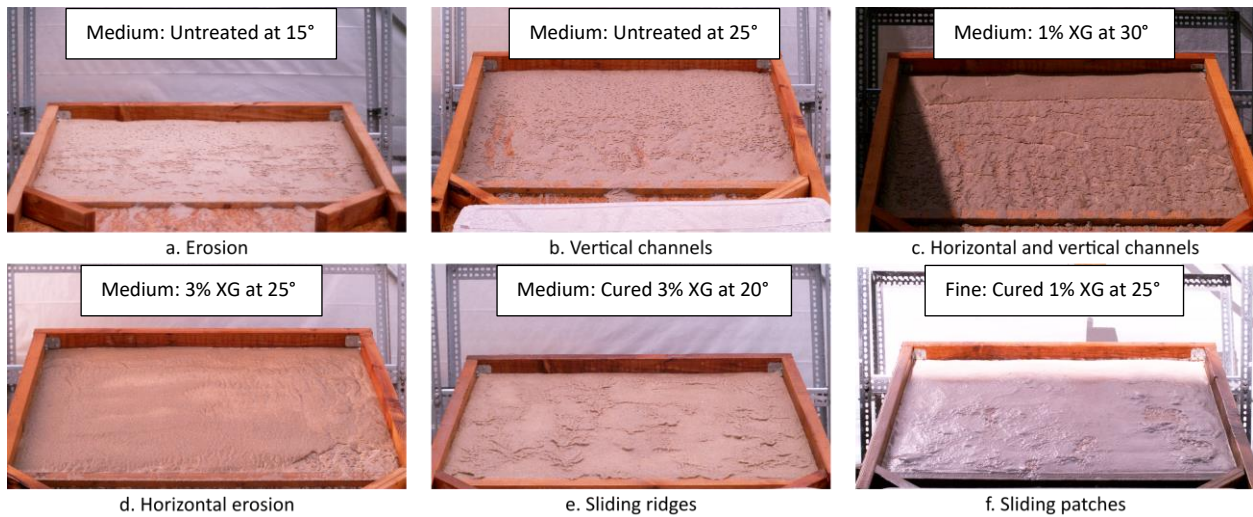 Medium: Untreated at 15°
Medium: Untreated at 25°
Medium: 1% XG at 30°
a. Erosion
b. Vertical channels
c. Horizontal and vertical channels
Medium: 3% XG at 25°
Medium: Cured 3% XG at 20°
Fine: Cured 1% XG at 25°
d. Horizontal erosion
e. Sliding ridges
f. Sliding patches